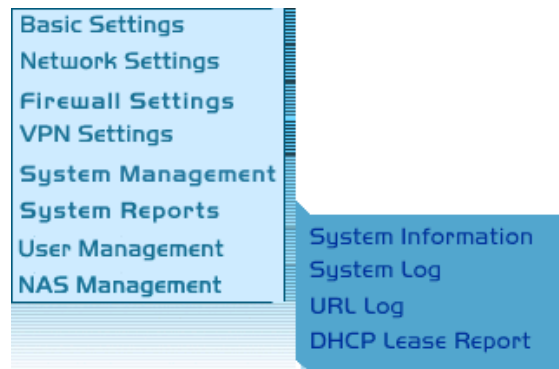 Basic Settings
Network Settings
Firewall Settings
VPN Settings
System Management
System Reports
User Management
NAS Management
System Information
System Log
URL Log
DHCP Lease Report